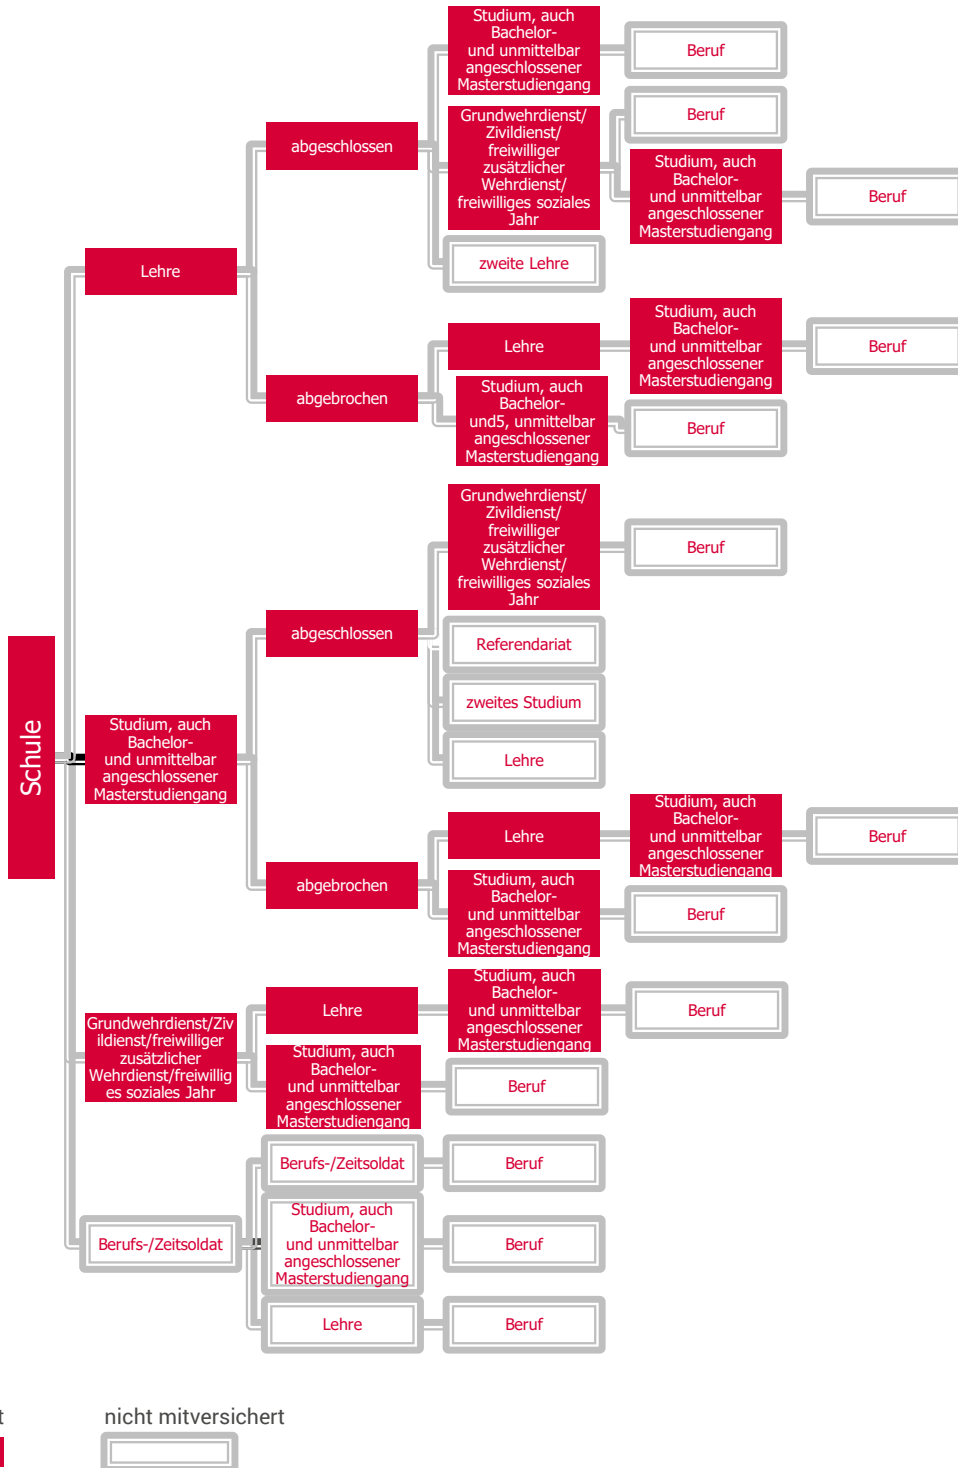 Schule
Lehre
abgeschlossen
Studium, auch
Bachelor-
und unmittelbar
angeschlossener
Masterstudiengang
Beruf
Grundwehrdienst/
Zivildienst/
freiwilliger
zusätzlicher
Wehrdienst/
freiwilliges soziales
Jahr
Beruf
Studium, auch
Bachelor-
und unmittelbar
angeschlossener
Masterstudiengang
Beruf
zweite Lehre
abgebrochen
Lehre
Studium, auch
Bachelor-
und unmittelbar
angeschlossener
Masterstudiengang
Beruf
Studium, auch
Bachelor-
und5, unmittelbar
angeschlossener
Masterstudiengang
Beruf
Studium, auch
Bachelor-
und unmittelbar
angeschlossener
Masterstudiengang
abgeschlossen
Grundwehrdienst/
Zivildienst/
freiwilliger
zusätzlicher
Wehrdienst/
freiwilliges soziales
Jahr
Beruf
Referendariat
zweites Studium
Lehre
abgebrochen
Lehre
Studium, auch
Bachelor-
und unmittelbar
angeschlossener
Masterstudiengang
Beruf
Studium, auch
Bachelor-
und unmittelbar
angeschlossener
Masterstudiengang
Beruf
Grundwehrdienst/Ziv
ildienst/freiwilliger
zusätzlicher
Wehrdienst/freiwillig
es soziales Jahr
Lehre
Studium, auch
Bachelor-
und unmittelbar
angeschlossener
Masterstudiengang
Beruf
Studium, auch
Bachelor-
und unmittelbar
angeschlossener
Masterstudiengang
Beruf
Berufs-/Zeitsoldat
Berufs-/Zeitsoldat
Beruf
Studium, auch
Bachelor-
und unmittelbar
angeschlossener
Masterstudiengang
Beruf
Lehre
Beruf
nicht mitversichert